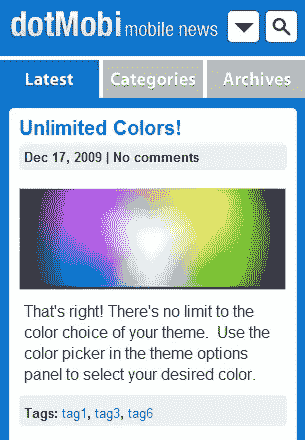 dotMobi mobile news
Latest Categories Archives
Unlimited Colors!
Dec 17, 2009 | No comments
That's right! There's no limit to the
color choice of your theme. Use the
color picker in the theme options
panel to select your desired color.
Tags: tag1, tag3, tag6